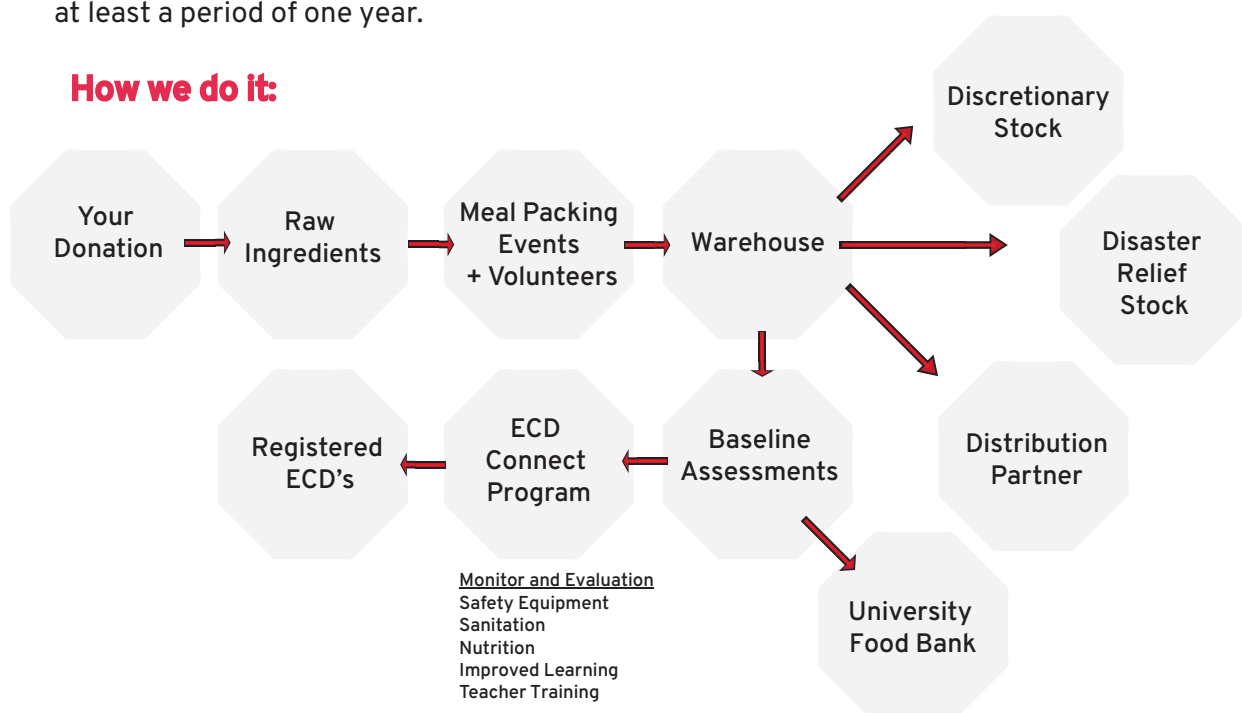 at least a period of one year.
How we do it:
Your
Donation
Raw
Ingredients
Meal Packing
Events
+ Volunteers
Warehouse
Discretionary
Stock
Disaster
Relief
Stock
Distribution
Partner
Baseline
Assessments
ECD
Connect
Program
Registered
ECD's
University
Food Bank
Monitor and Evaluation
Safety Equipment
Sanitation
Nutrition
Improved Learning
Teacher Training